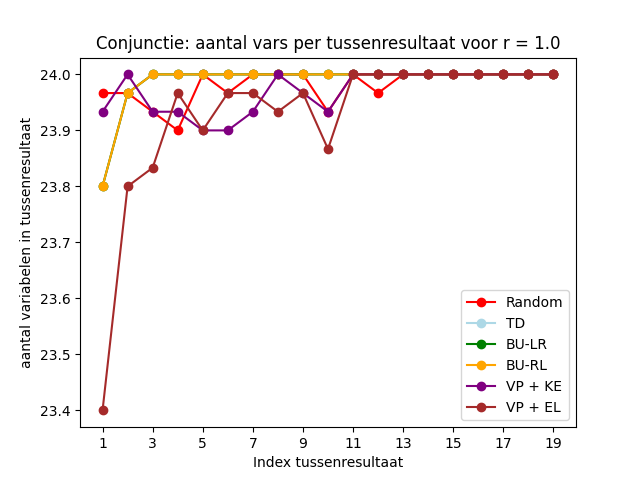 Conjunctie: aantal vars per tussenresultaat voor r = 1.0
24.0
23.9
23.8
23.7
23.6
23.5
23.4
aantal variabelen in tussenresultaat
Random
TD
BU-LR
BU-RL
VP + KE
VP + EL
1 3 5 7 9 11 13 15 17 19
Index tussenresultaat